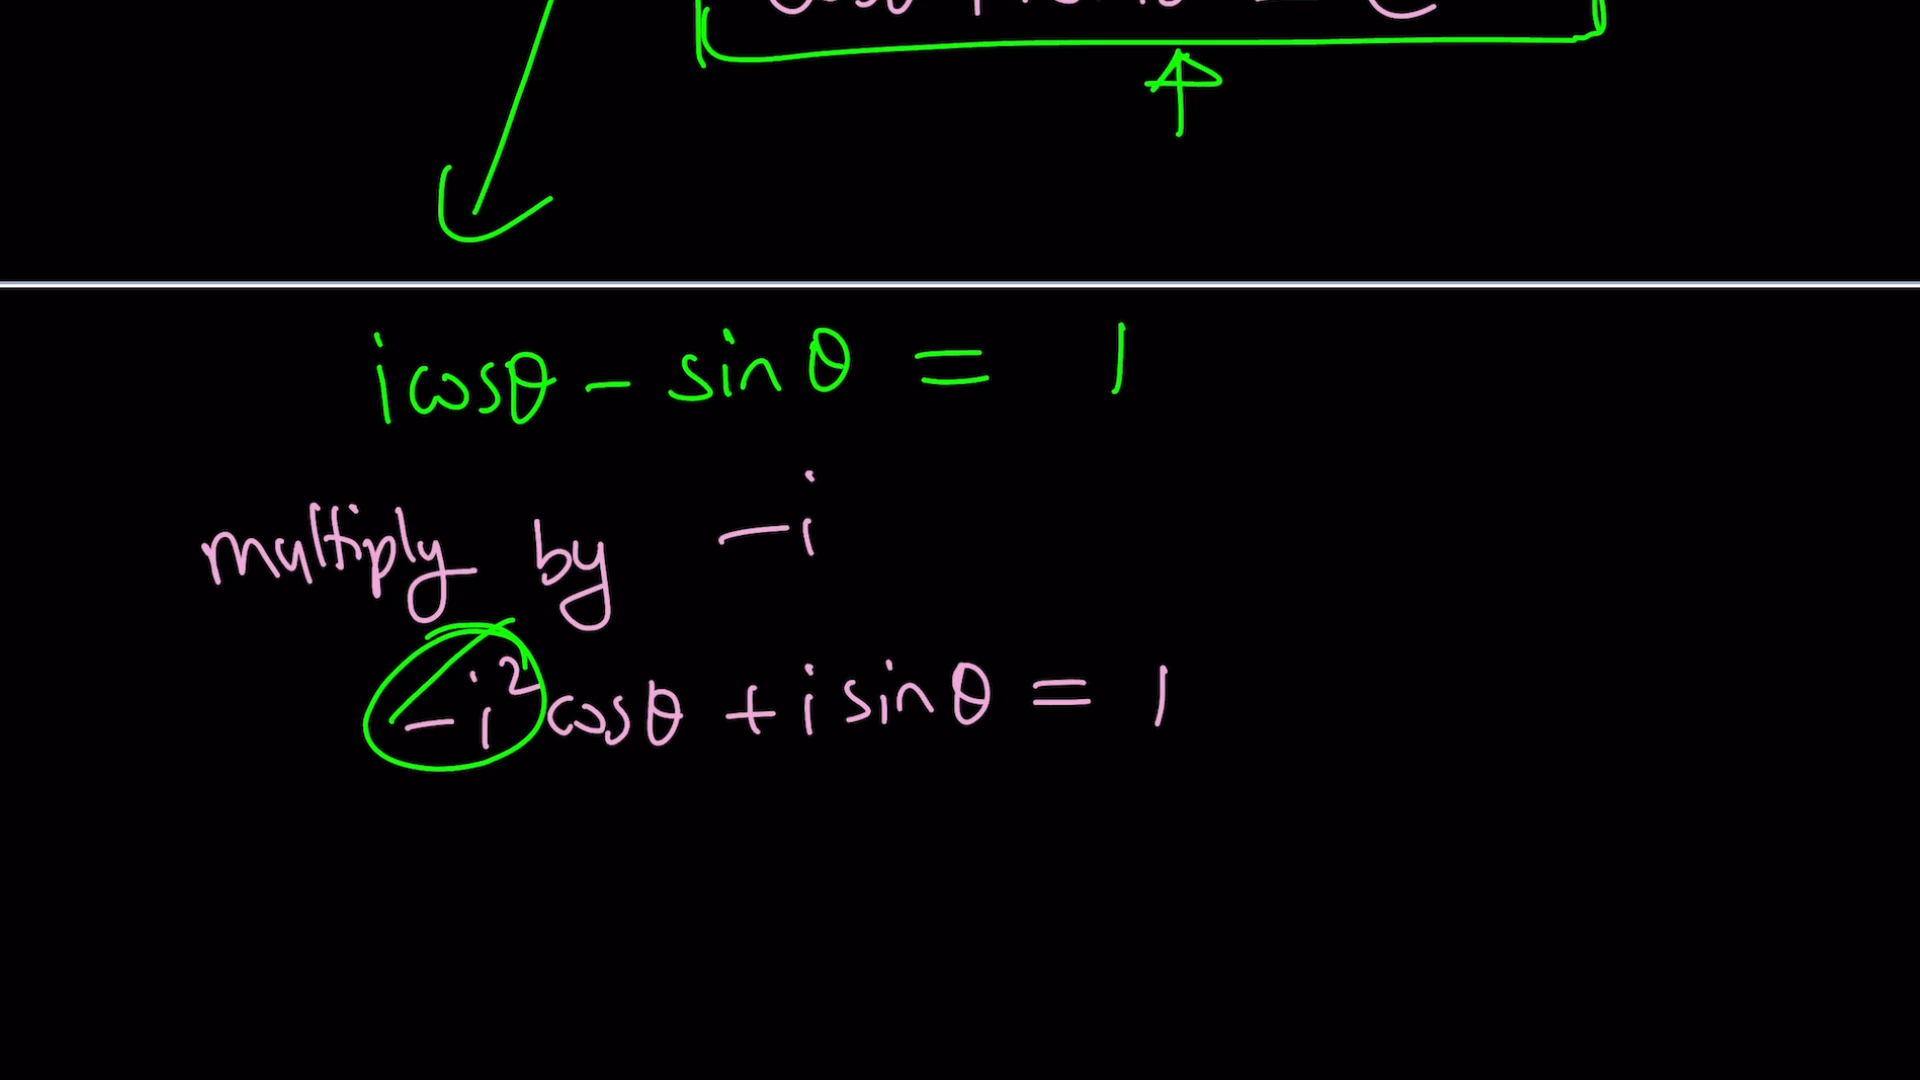 i cosθ - sinθ = 1
multiply by -i
-i² cosθ + i sinθ = 1